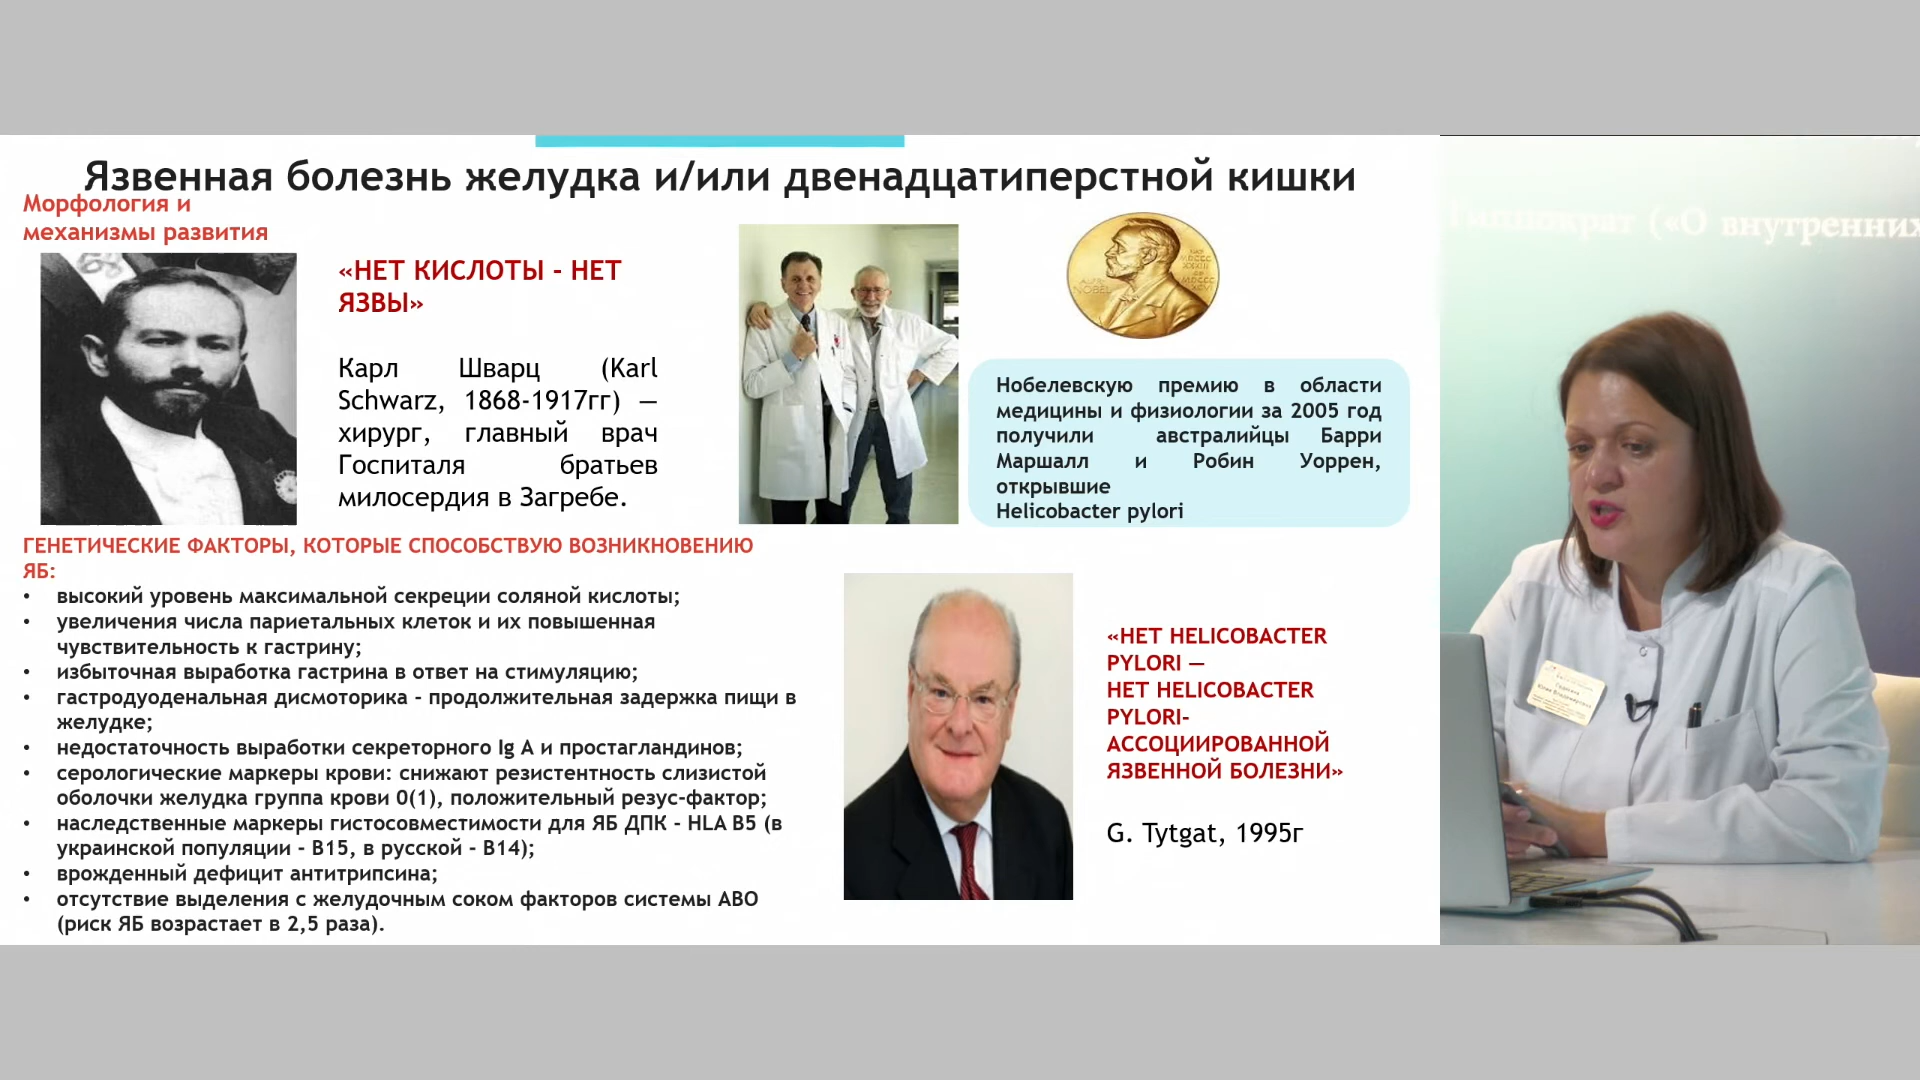 Язвенная болезнь желудка и/или двенадцатиперстной кишки
Морфология и
механизмы развития
«НЕТ КИСЛОТЫ - НЕТ
ЯЗВЫ»
Карл Шварц (Karl
Schwarz, 1868-1917гг) —
хирург, главный врач
Госпиталя братьев
милосердия в Загребе.
Нобелевскую премию в области
медицины и физиологии за 2005 год
получили австралийцы Барри
Маршалл и Робин Уоррен,
открывшие
Helicobacter pylori
ГЕНЕТИЧЕСКИЕ ФАКТОРЫ, КОТОРЫЕ СПОСОБСТВУЮ ВОЗНИКНОВЕНИЮ
ЯБ:
• высокий уровень максимальной секреции соляной кислоты;
• увеличения числа париетальных клеток и их повышенная
чувствительность к гастрину;
• избыточная выработка гастрина в ответ на стимуляцию;
• гастродуоденальная дисмоторика - продолжительная задержка пищи в
желудке;
• недостаточность выработки секреторного Ig A и простагландинов;
• серологические маркеры крови: снижают резистентность слизистой
оболочки желудка группа крови 0(1), положительный резус-фактор;
• наследственные маркеры гистосовместимости для ЯБ ДПК - HLA B5 (в
украинской популяции - B15, в русской - B14);
• врожденный дефицит антитрипсина;
• отсутствие выделения с желудочным соком факторов системы АВО
(риск ЯБ возрастает в 2,5 раза).
«НЕТ HELICOBACTER
PYLORI —
НЕТ HELICOBACTER
PYLORI-
АССОЦИИРОВАННОЙ
ЯЗВЕННОЙ БОЛЕЗНИ»
G. Tytgat, 1995г
Гиппократ («О внутренних